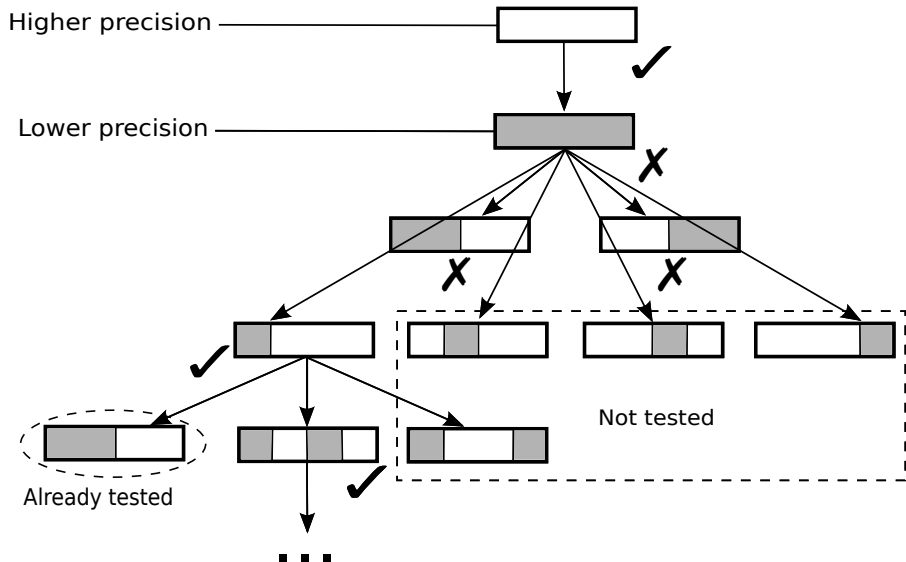 Higher precision
Lower precision
Not tested
Already tested
...